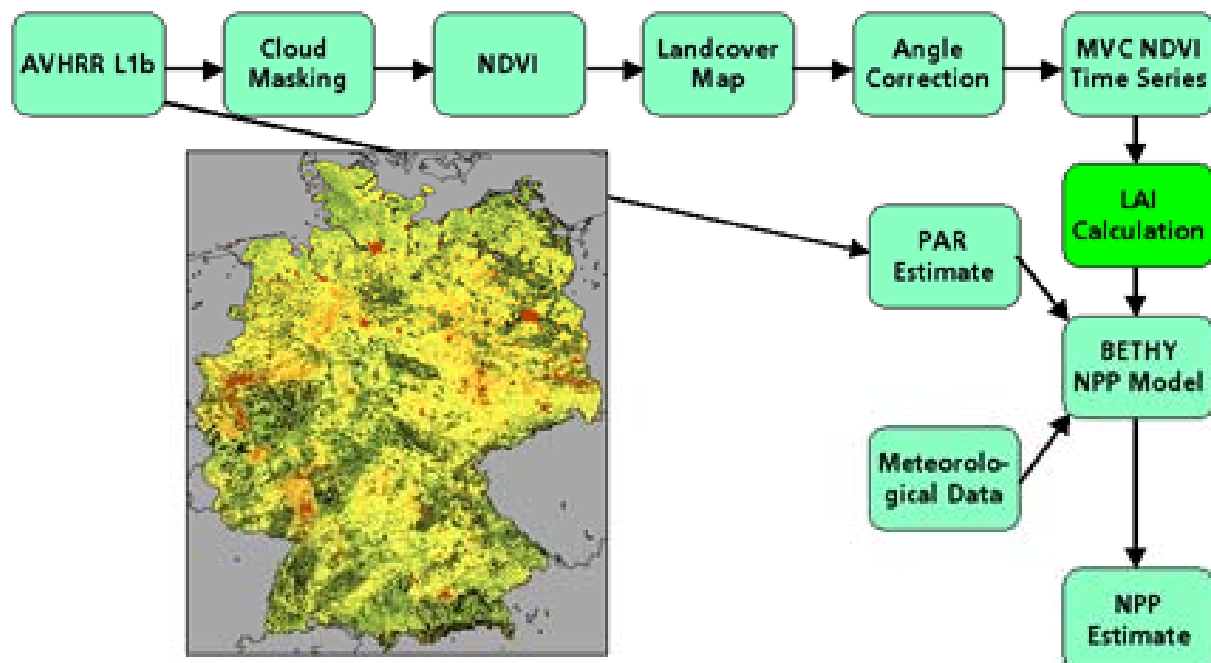 AVHRR L1b
Cloud
Masking
NDVI
Landcover
Map
Angle
Correction
MVC NDVI
Time Series
LAI
Calculation
PAR
Estimate
BETHY
NPP Model
Meteorolo-
gical Data
NPP
Estimate